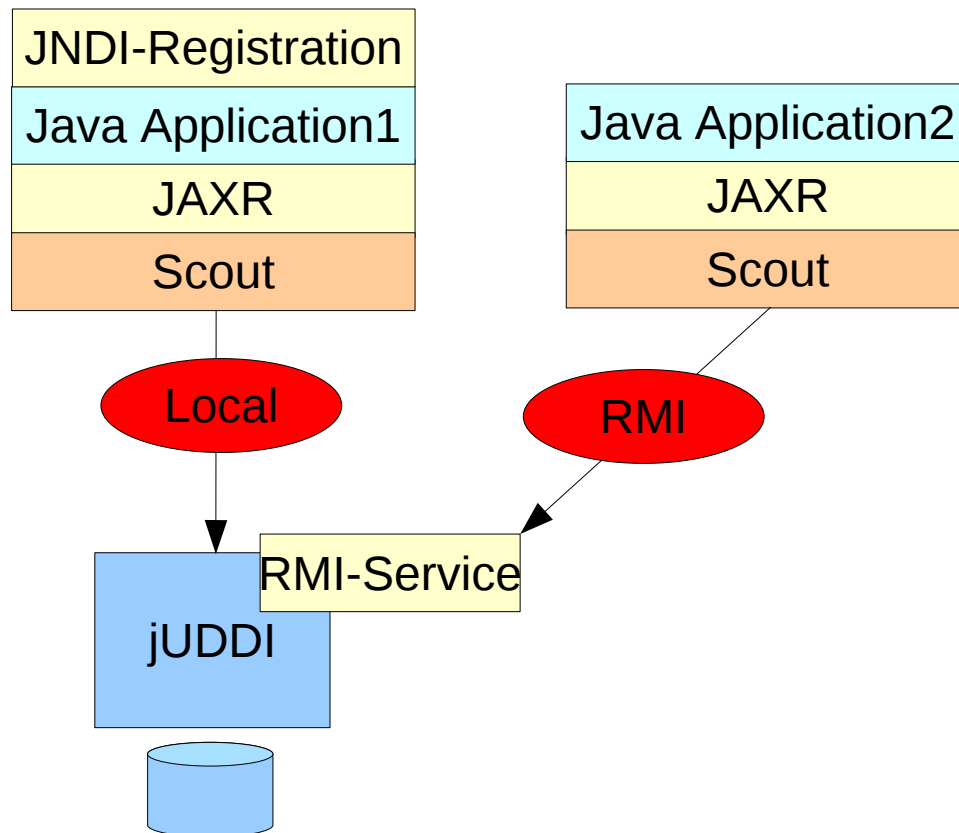 JNDI-Registration
Java Application1
JAXR
Scout
Java Application2
JAXR
Scout
Local
RMI
RMI-Service
jUDDI